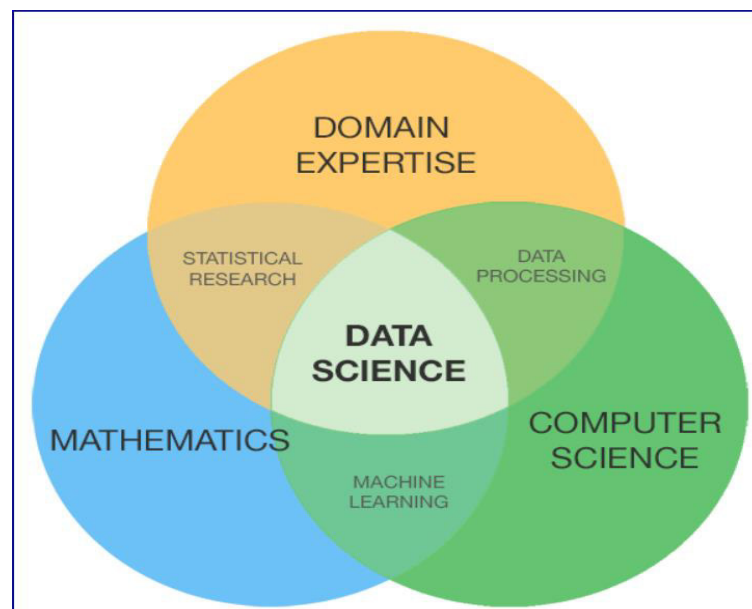 DOMAIN
EXPERTISE
STATISTICAL
RESEARCH
DATA
PROCESSING
DATA
SCIENCE
MATHEMATICS
COMPUTER
SCIENCE
MACHINE
LEARNING